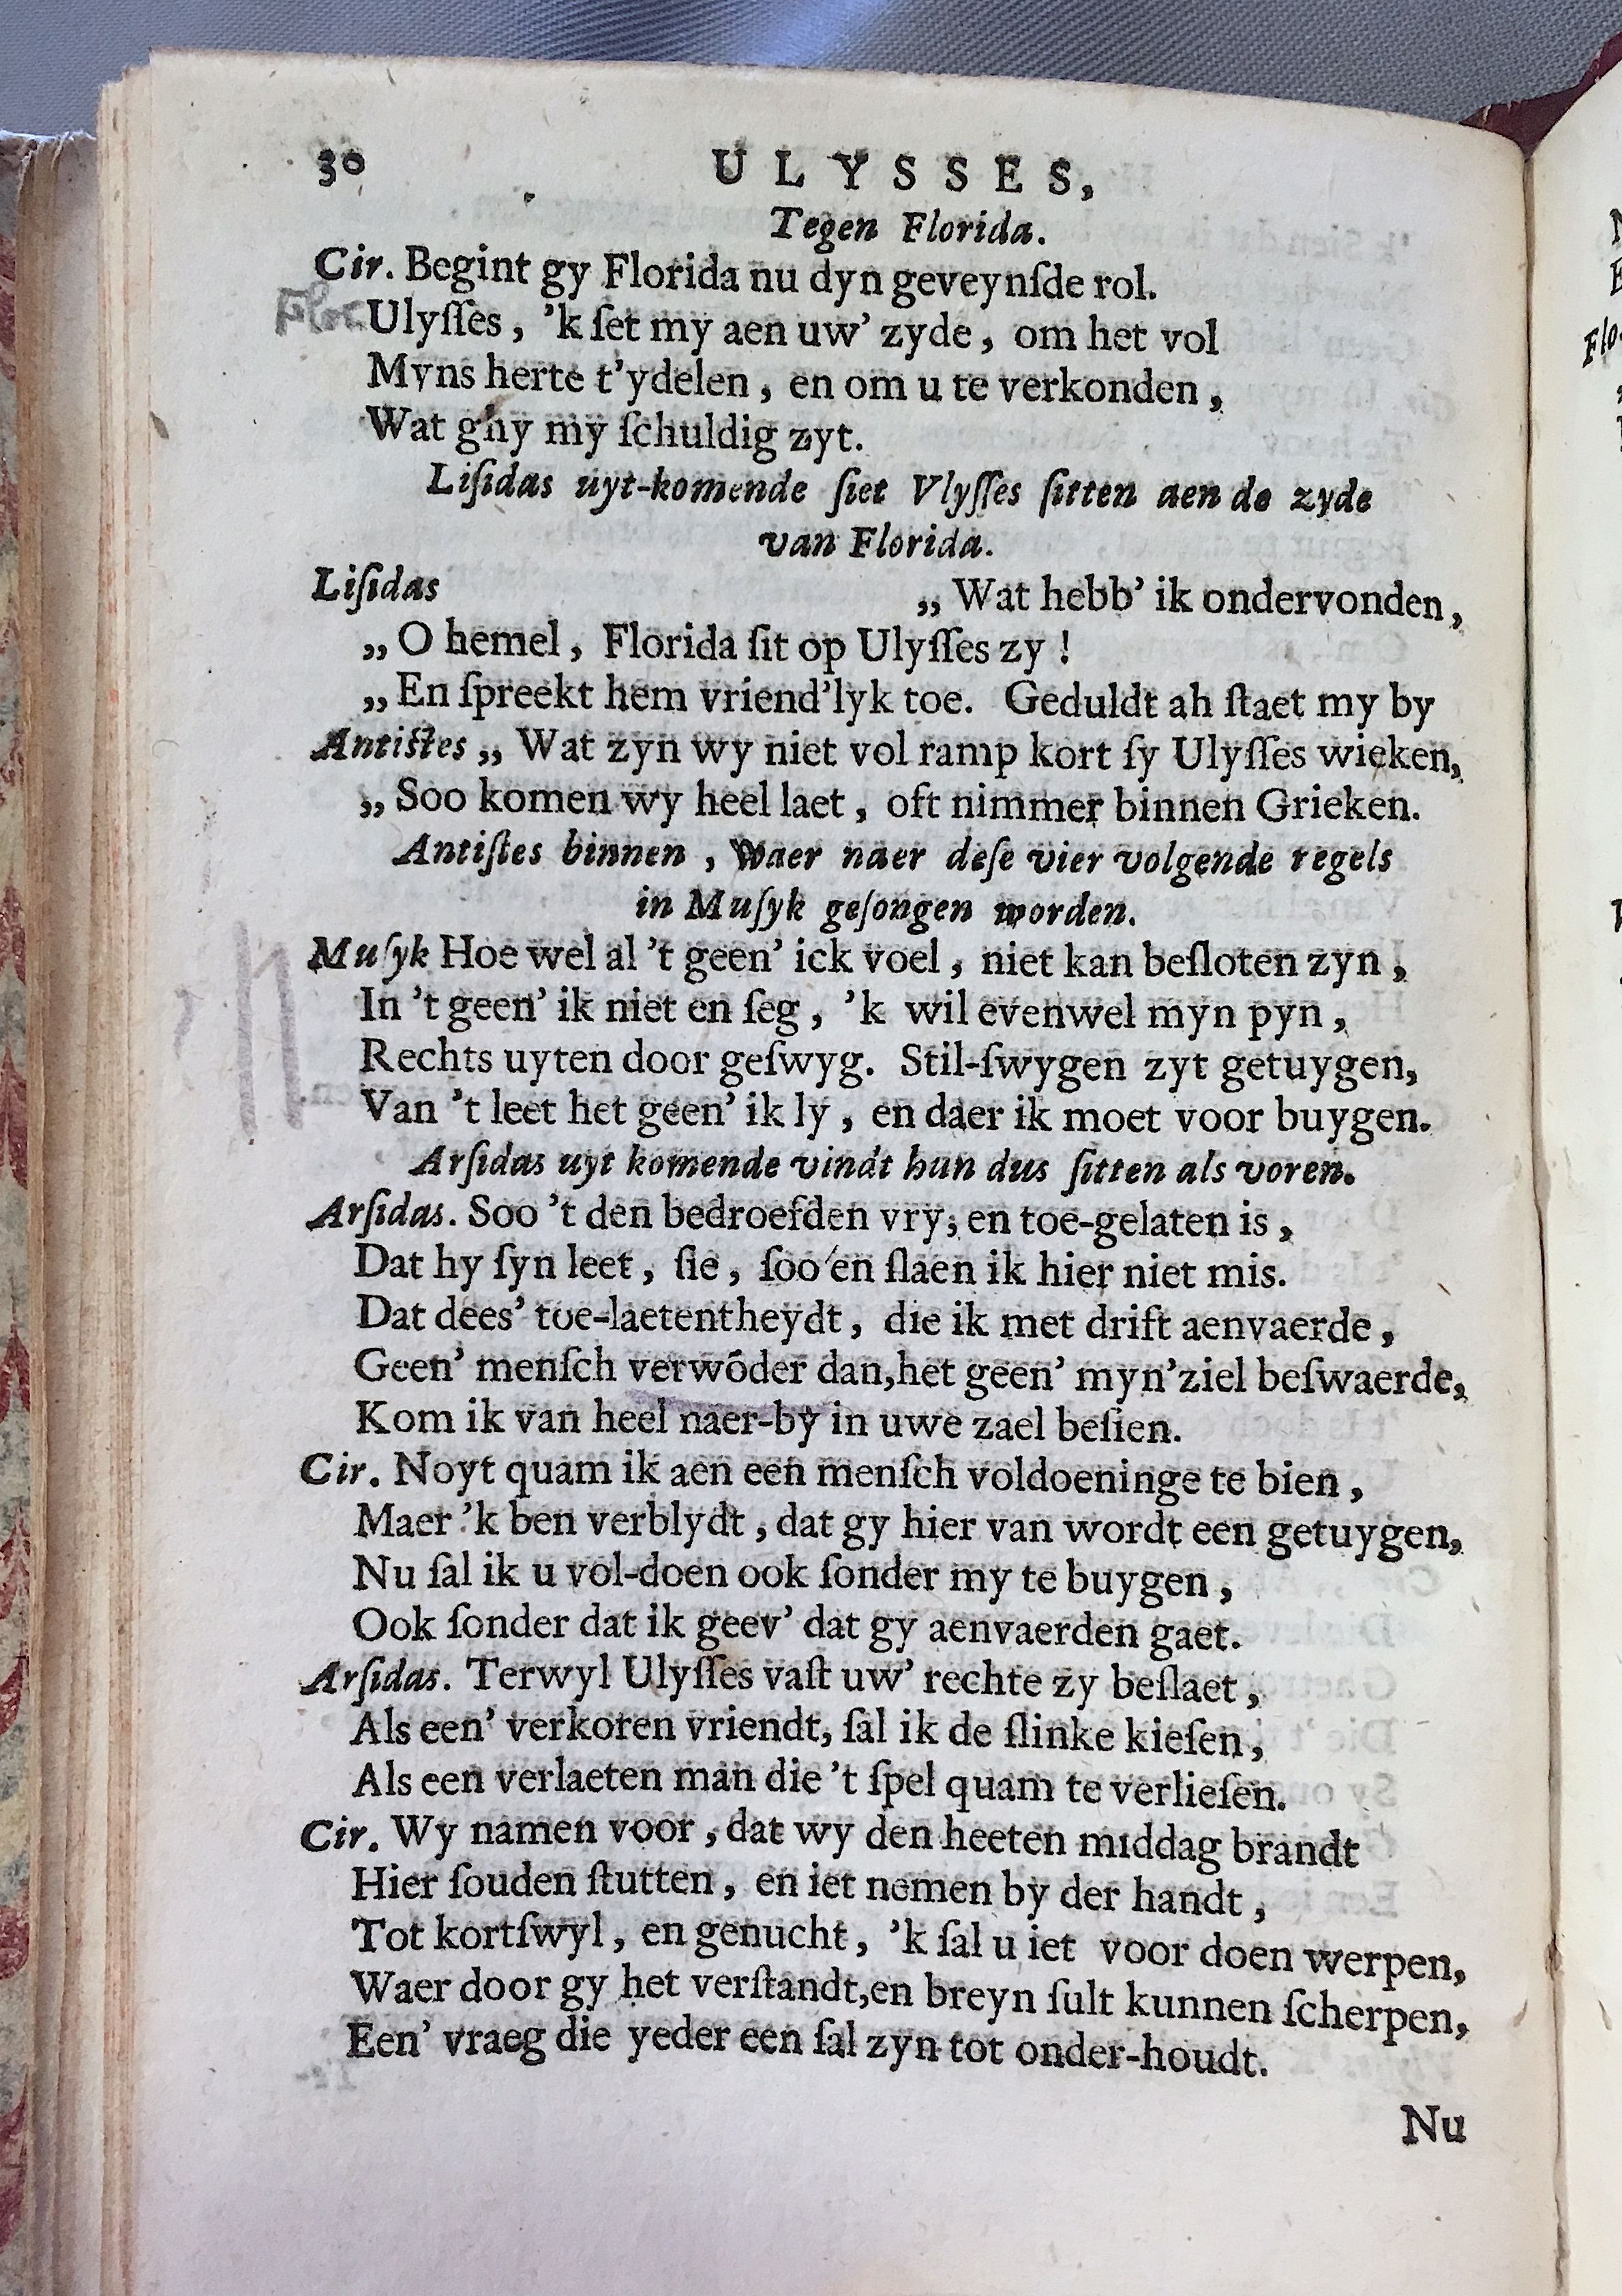 30 ULYSSES,
Tegen Florida.
Cir. Begint gy Florida nu dyn geveynſde rol.
Flor. Ulyſſes, 'k ſet my aen uw' zyde, om het vol
Myns herte t'ydelen, en om u te verkonden,
Wat ghy my ſchuldig zyt.
Liſidas uyt-komende ſiet Vlyſſes ſitten aen de zyde
van Florida.
Liſidas „ Wat hebb' ik ondervonden,
„ O hemel, Florida ſit op Ulyſſes zy!
„ En ſpreekt hem vriend'lyk toe. Geduldt ah ſtaet my by
Antiſtes „ Wat zyn wy niet vol ramp kort ſy Ulyſſes wieken,
„ Soo komen wy heel laet, oft nimmer binnen Grieken.
Antiſtes binnen, waer naer deſe vier volgende regels
in Muſyk geſongen worden.
Muſyk Hoe wel al 't geen' ick voel, niet kan beſloten zyn,
In 't geen' ik niet en ſeg, 'k wil evenwel myn pyn,
Rechts uyten door geſwyg. Stil-ſwygen zyt getuygen,
Van 't leet het geen' ik ly, en daer ik moet voor buygen.
Arſidas uyt komende vindt hun dus ſitten als voren.
Arſidas. Soo 't den bedroefden vry, en toe-gelaten is,
Dat hy ſyn leet, ſie, ſoo en ſlaen ik hier niet mis.
Dat dees' toe-laetentheydt, die ik met drift aenvaerde,
Geen' menſch verwōder dan, het geen' myn' ziel beſwaerde,
Kom ik van heel naer-by in uwe zael beſien.
Cir. Noyt quam ik aen een menſch voldoeninge te bien,
Maer 'k ben verblydt, dat gy hier van wordt een getuygen,
Nu ſal ik u vol-doen ook ſonder my te buygen,
Ook ſonder dat ik geev' dat gy aenvaerden gaet.
Arſidas. Terwyl Ulyſſes vaſt uw' rechte zy beſlaet,
Als een' verkoren vriendt, ſal ik de ſlinke kieſen,
Als een verlaeten man die 't ſpel quam te verlieſen.
Cir. Wy namen voor, dat wy den heeten middag brandt
Hier ſouden ſtutten, en iet nemen by der handt,
Tot kortſwyl, en genucht, 'k ſal u iet voor doen werpen,
Waer door gy het verſtandt, en breyn ſult kunnen ſcherpen,
Een' vraeg die yeder een ſal zyn tot onder-houdt.
Nu